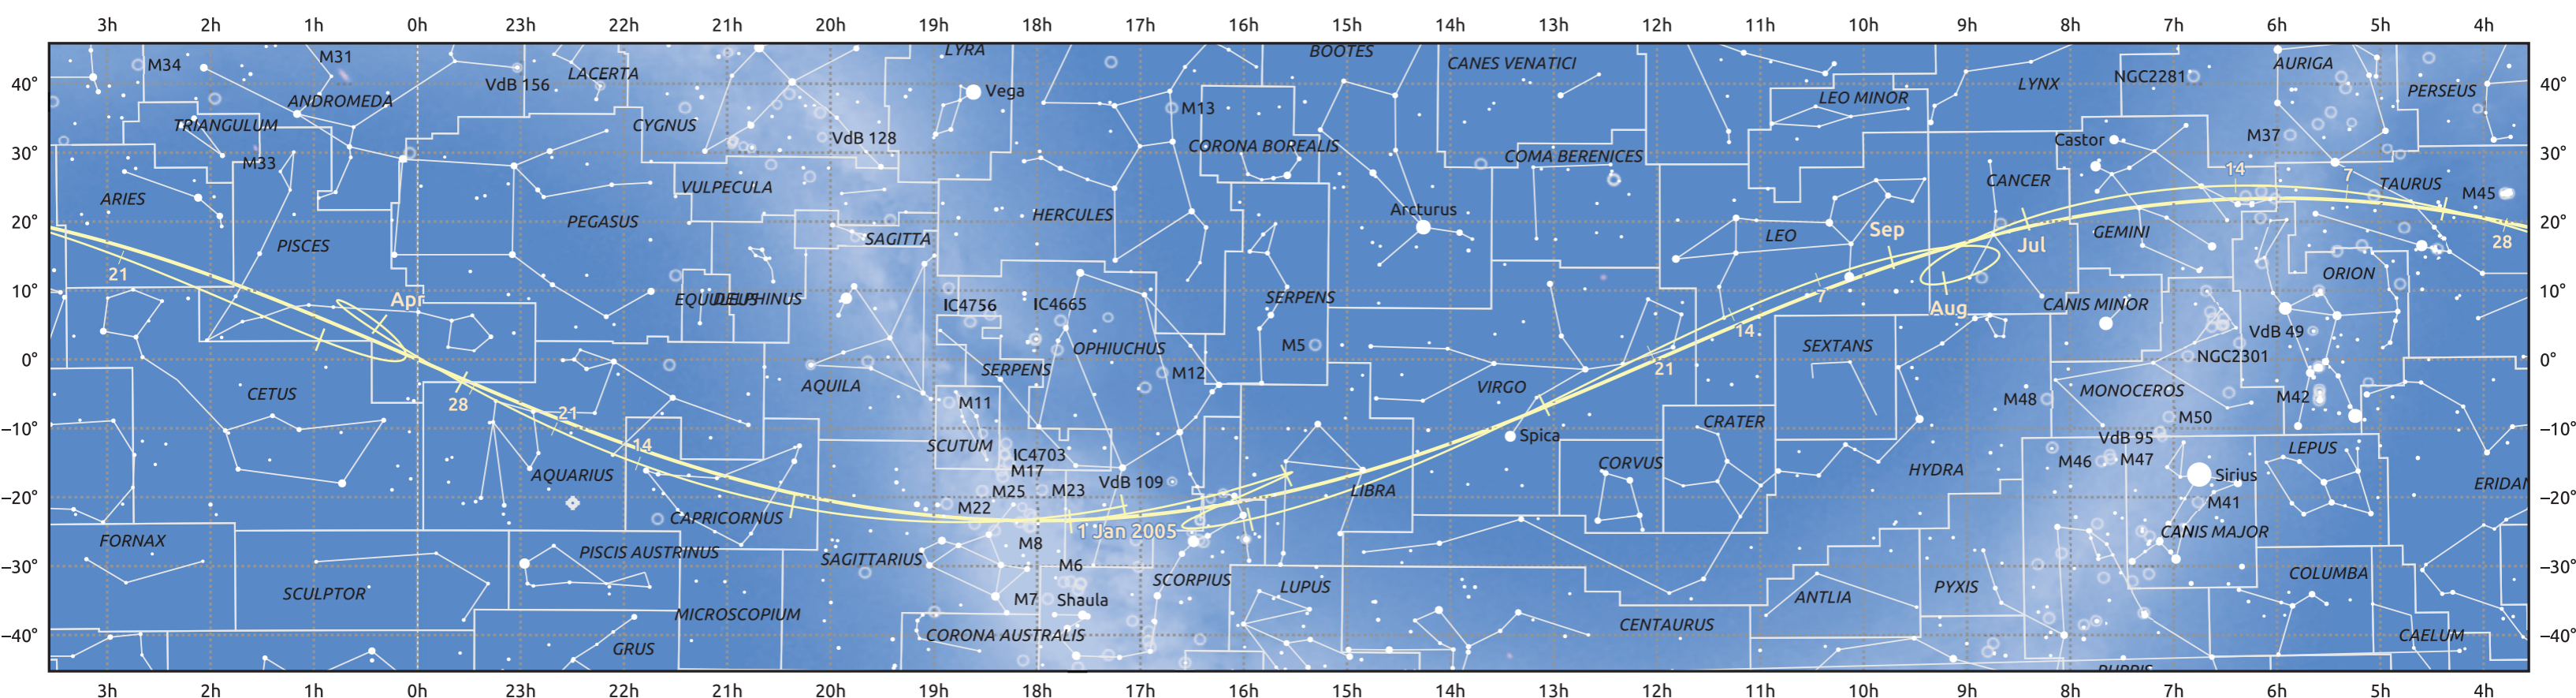 3h 2h 1h 0h 23h 22h 21h 20h 19h 18h 17h 16h 15h 14h 13h 12h 11h 10h 9h 8h 7h 6h 5h 4h
M34 M31 LACERTA LYRA BOOTES CANES VENATICI LYNX AURIGA
40° VdB 156 NGC2281 40°
ANDROMEDA Vega LEO MINOR PERSEUS
TRIANGULUM CYGNUS M13
VdB 128 Castor M37
30° M33 CORONA BOREALIS COMA BERENICES 30°
14 7
ARIES VULPECULA CANCER TAURUS M45
20° PEGASUS HERCULES Arcturus 20°
PISCES SAGITTA LEO Sep Jul GEMINI 28
21 ORION
10° Apr EQUULEUS DELPHINUS IC4756 IC4665 SERPENS 7 Aug CANIS MINOR 10°
14 VdB 49
0° OPHIUCHUS M5 SEXTANS NGC2301 0°
CETUS AQUILA SERPENS M12 VIRGO 21 MONOCEROS
28 21 M11 M48 M42
−10° 14 SCUTUM Spica CRATER M50 −10°
AQUARIUS IC4703 CORVUS HYDRA VdB 95 LEPUS
M17 M46 M47
VdB 109 Sirius
−20° M25 M23 LIBRA ERIDAN −20°
CAPRICORNUS M22 M41
FORNAX 1 Jan 2005 CANIS MAJOR
PISCIS AUSTRINUS M8
−30° SAGITTARIUS M6 −30°
SCULPTOR SCORPIUS LUPUS PYXIS COLUMBA
M7 Shaula ANTLIA
MICROSCOPIUM CENTAURUS
−40° GRUS CORONA AUSTRALIS CAELUM −40°
PUPPIS
3h 2h 1h 0h 23h 22h 21h 20h 19h 18h 17h 16h 15h 14h 13h 12h 11h 10h 9h 8h 7h 6h 5h 4h